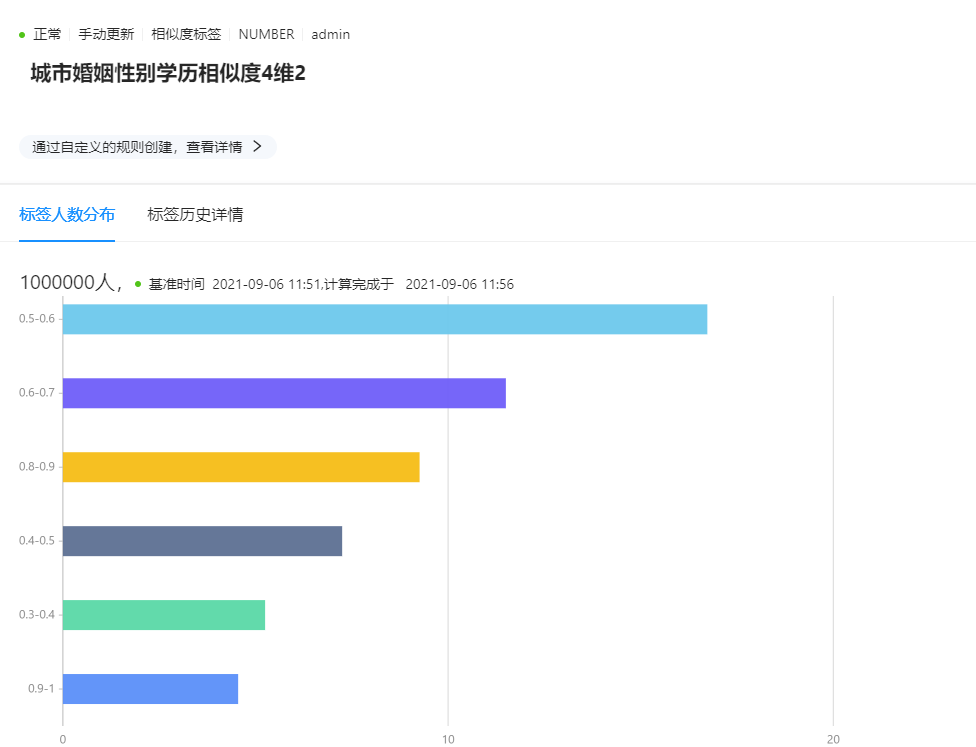 正常 手动更新 相似度标签 NUMBER admin
城市婚姻性别学历相似度4维2
通过自定义的规则创建，查看详情
标签人数分布 标签历史详情
1000000人， 基准时间 2021-09-06 11:51,计算完成于 2021-09-06 11:56
0.5-0.6
0.6-0.7
0.8-0.9
0.4-0.5
0.3-0.4
0.9-1
0 10 20